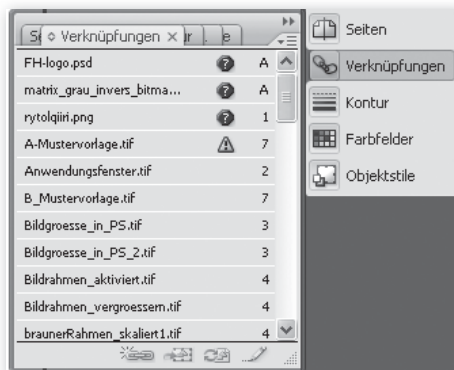 Verknüpfungen
FH-logo.psd A
matrix_grau_invers_bitma... A
rytolqiiri.png 1
A-Mustervorlage.tif 7
Anwendungsfenster.tif 2
B_Mustervorlage.tif 7
Bildgroesse_in_PS.tif 3
Bildgroesse_in_PS_2.tif 3
Bildrahmen_aktiviert.tif 4
Bildrahmen_vergroessern.tif 4
braunerRahmen_skaliert1.tif 4
Seiten
Verknüpfungen
Kontur
Farbfelder
Objektstile